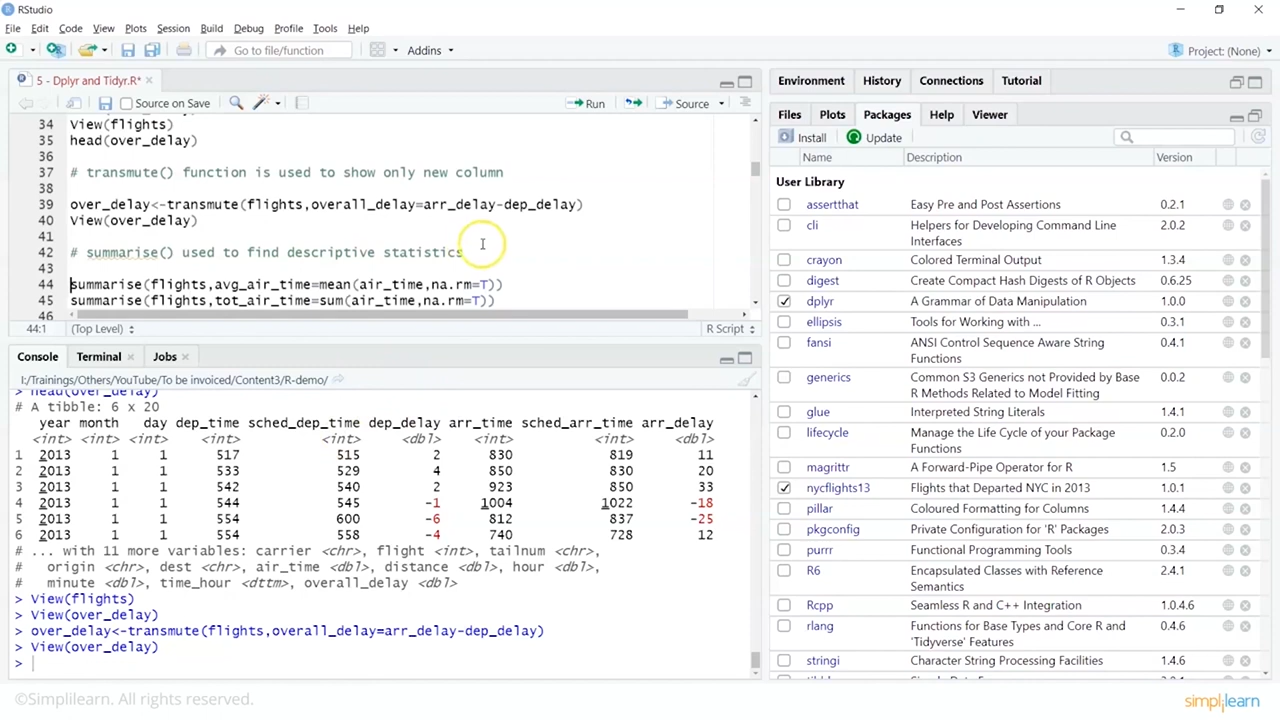 RStudio
File Edit Code View Plots Session Build Debug Profile Tools Help
Go to file/function Addins Project: (None)
5 - Dplyr and Tidyr.R*
Source on Save Run Source
34 View(flights)
35 head(over_delay)
36
37 # transmute() function is used to show only new column
38
39 over_delay<-transmute(flights,overall_delay=arr_delay-dep_delay)
40 View(over_delay)
41
42 # summarise() used to find descriptive statistics
43
44 summarise(flights,avg_air_time=mean(air_time,na.rm=T))
45 summarise(flights,tot_air_time=sum(air_time,na.rm=T))
46
44:1 (Top Level) R Script
Console Terminal Jobs
I:/Trainings/Others/YouTube/To be invoiced/Content3/R-demo/
> head(over_delay)
# A tibble: 6 x 20
year month day dep_time sched_dep_time dep_delay arr_time sched_arr_time arr_delay
<int> <int> <int> <int> <int> <dbl> <int> <int> <dbl>
1 2013 1 1 517 515 2 830 819 11
2 2013 1 1 533 529 4 850 830 20
3 2013 1 1 542 540 2 923 850 33
4 2013 1 1 544 545 -1 1004 1022 -18
5 2013 1 1 554 600 -6 812 837 -25
6 2013 1 1 554 558 -4 740 728 12
# ... with 11 more variables: carrier <chr>, flight <int>, tailnum <chr>,
# origin <chr>, dest <chr>, air_time <dbl>, distance <dbl>, hour <dbl>,
# minute <dbl>, time_hour <dttm>, overall_delay <dbl>
> View(flights)
> View(over_delay)
> over_delay<-transmute(flights,overall_delay=arr_delay-dep_delay)
> View(over_delay)
>
Environment History Connections Tutorial
Files Plots Packages Help Viewer
Install Update
Name Description Version
User Library
assertthat Easy Pre and Post Assertions 0.2.1
cli Helpers for Developing Command Line 2.0.2
Interfaces
crayon Colored Terminal Output 1.3.4
digest Create Compact Hash Digests of R Objects 0.6.25
dplyr A Grammar of Data Manipulation 1.0.0
ellipsis Tools for Working with ... 0.3.1
fansi ANSI Control Sequence Aware String 0.4.1
Functions
generics Common S3 Generics not Provided by Base 0.0.2
R Methods Related to Model Fitting
glue Interpreted String Literals 1.4.1
lifecycle Manage the Life Cycle of your Package 0.2.0
Functions
magrittr A Forward-Pipe Operator for R 1.5
nycflights13 Flights that Departed NYC in 2013 1.0.1
pillar Coloured Formatting for Columns 1.4.4
pkgconfig Private Configuration for 'R' Packages 2.0.3
purrr Functional Programming Tools 0.3.4
R6 Encapsulated Classes with Reference 2.4.1
Semantics
Rcpp Seamless R and C++ Integration 1.0.4.6
rlang Functions for Base Types and Core R and 0.4.6
'Tidyverse' Features
stringi Character String Processing Facilities 1.4.6
©Simplilearn. All rights reserved.
simplilearn